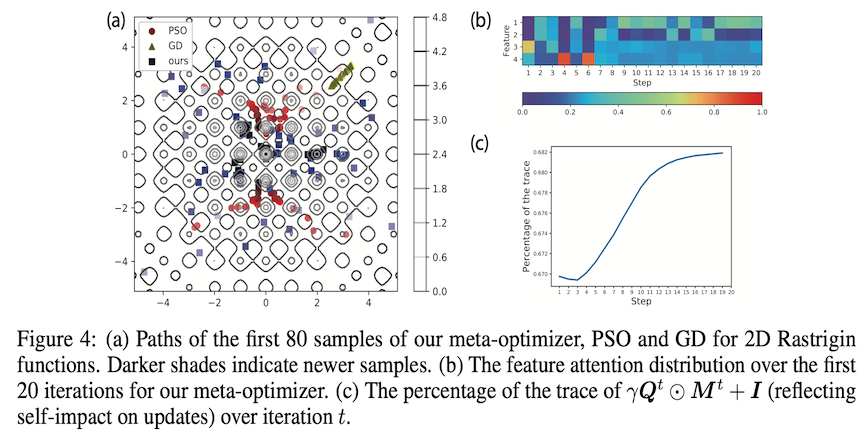 (a)
PSO
GD
ours
4
2
0
−2
−4
−4
−2
0
2
4
4.8
4.2
3.6
3.0
2.4
1.8
1.2
0.6
0.0
(b)
Feature
1
2
3
4
1 2 3 4 5 6 7 8 9 10 11 12 13 14 15 16 17 18 19 20
Step
0.0 0.2 0.4 0.6 0.8 1.0
(c)
Percentage of the trace
0.682
0.680
0.678
0.676
0.674
0.672
0.670
1 2 3 4 5 6 7 8 9 10 11 12 13 14 15 16 17 18 19 20
Step
Figure 4: (a) Paths of the first 80 samples of our meta-optimizer, PSO and GD for 2D Rastrigin
functions. Darker shades indicate newer samples. (b) The feature attention distribution over the first
20 iterations for our meta-optimizer. (c) The percentage of the trace of γQᵗ ⊙ Mᵗ + I (reflecting
self-impact on updates) over iteration t.